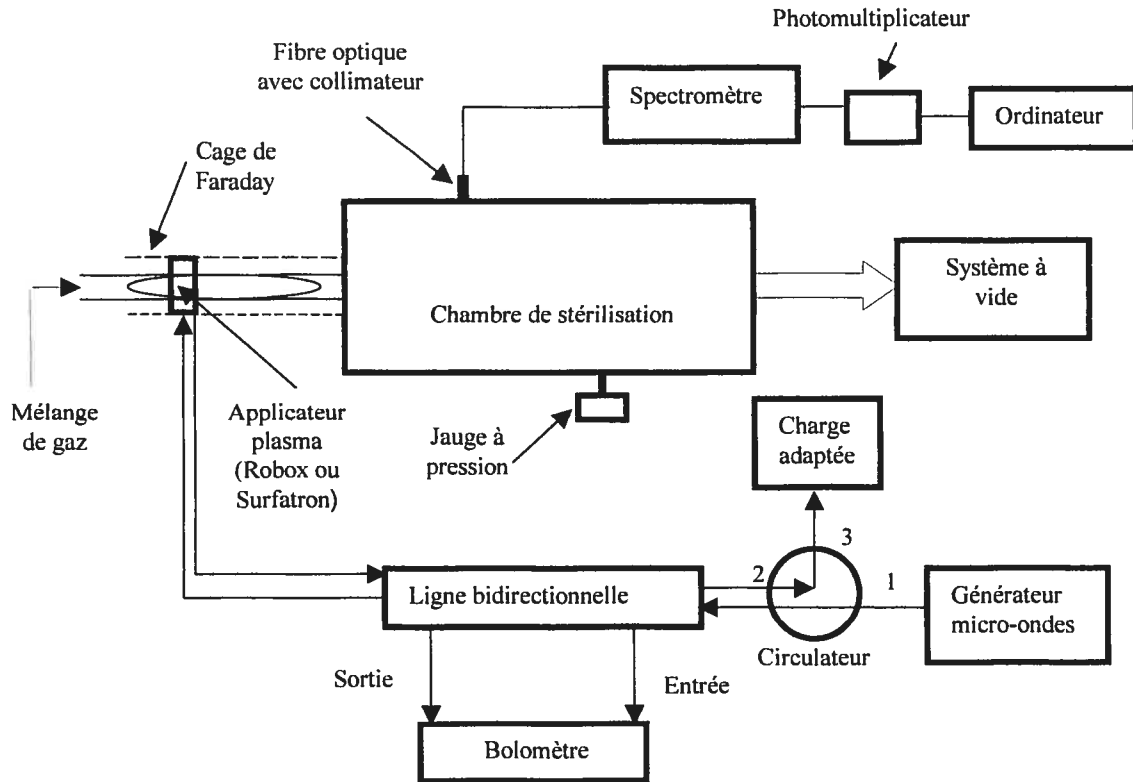 Photomultiplicateur
Fibre optique
avec collimateur
Spectromètre
Ordinateur
Cage de
Faraday
Système à
vide
Chambre de stérilisation
Mélange
de gaz
Applicateur
plasma
(Robox ou
Surfatron)
Jauge à
pression
Charge
adaptée
3
2
1
Ligne bidirectionnelle
Générateur
micro-ondes
Circulateur
Sortie
Entrée
Bolomètre